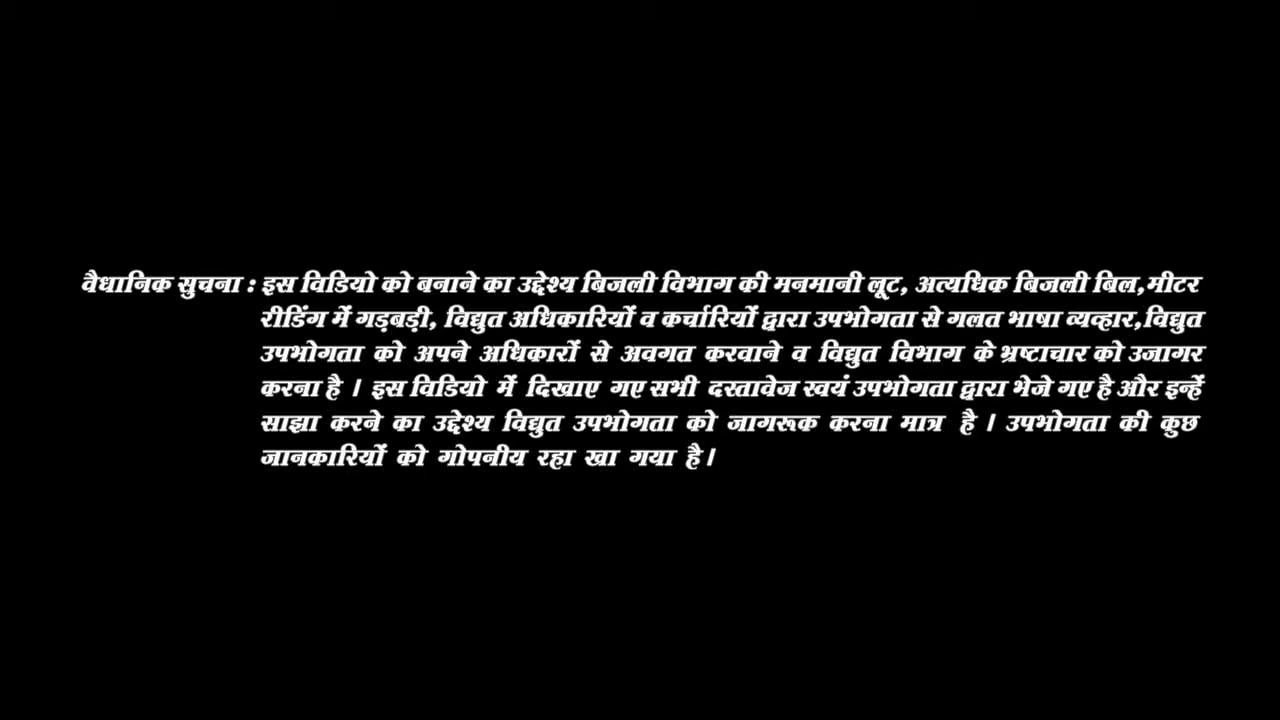 वैधानिक सुचना : इस विडियो को बनाने का उद्देश्य बिजली विभाग की मनमानी लूट, अत्यधिक बिजली बिल,मीटर
रीडिंग में गड़बड़ी, विद्युत अधिकारियों व कर्चारियों द्वारा उपभोगता से गलत भाषा व्यव्हार,विद्युत
उपभोगता को अपने अधिकारों से अवगत करवाने व विद्युत विभाग के भ्रष्टाचार को उजागर
करना है । इस विडियो में दिखाए गए सभी दस्तावेज स्वयं उपभोगता द्वारा भेजे गए है और इन्हें
साझा करने का उद्देश्य विद्युत उपभोगता को जागरूक करना मात्र है । उपभोगता की कुछ
जानकारियों को गोपनीय रहा खा गया है।